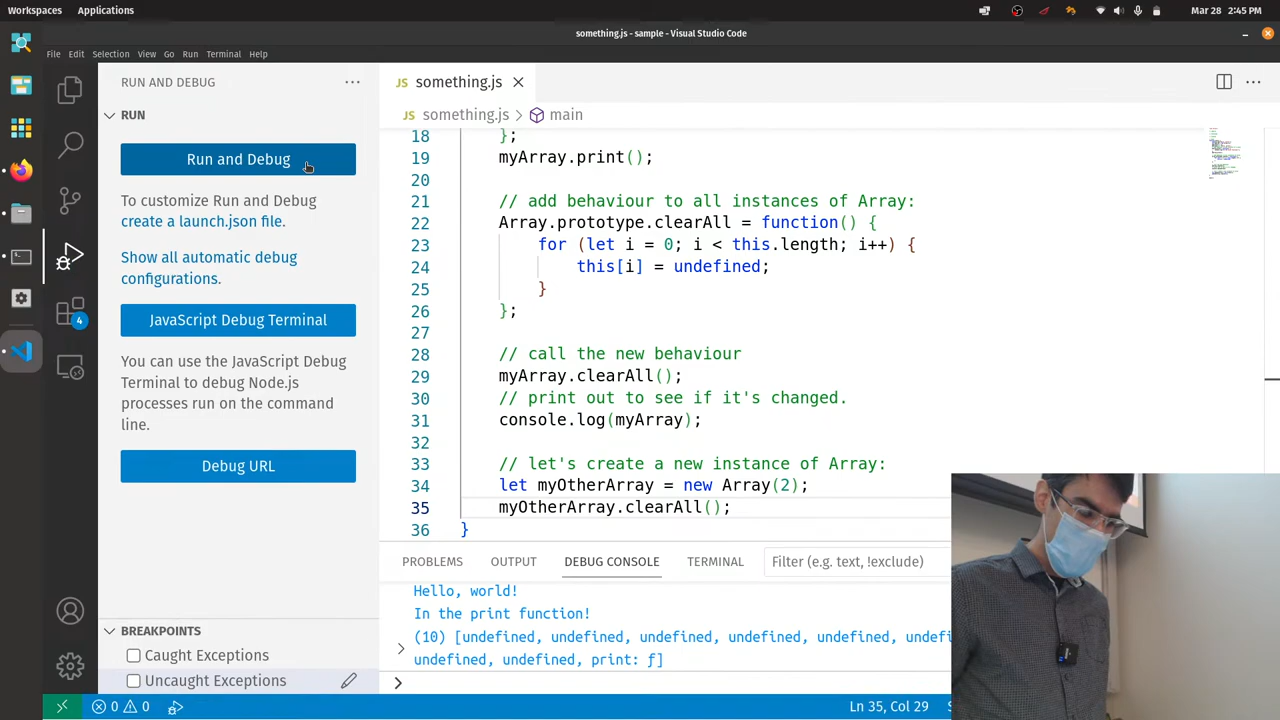 Workspaces Applications Mar 28 2:45 PM
something.js - sample - Visual Studio Code
File Edit Selection View Go Run Terminal Help
RUN AND DEBUG ···
RUN
Run and Debug
To customize Run and Debug
create a launch.json file.
Show all automatic debug
configurations.
JavaScript Debug Terminal
You can use the JavaScript Debug
Terminal to debug Node.js
processes run on the command
line.
Debug URL
4
BREAKPOINTS
Caught Exceptions
Uncaught Exceptions
JS something.js
JS something.js > main
18 };
19 myArray.print();
20
21 // add behaviour to all instances of Array:
22 Array.prototype.clearAll = function() {
23 for (let i = 0; i < this.length; i++) {
24 this[i] = undefined;
25 }
26 };
27
28 // call the new behaviour
29 myArray.clearAll();
30 // print out to see if it's changed.
31 console.log(myArray);
32
33 // let's create a new instance of Array:
34 let myOtherArray = new Array(2);
35 myOtherArray.clearAll();
36 }
PROBLEMS OUTPUT DEBUG CONSOLE TERMINAL Filter (e.g. text, !exclude)
Hello, world!
In the print function!
(10) [undefined, undefined, undefined, undefined, undefined, undefi
undefined, undefined, print: ƒ]
>
0 0 Ln 35, Col 29